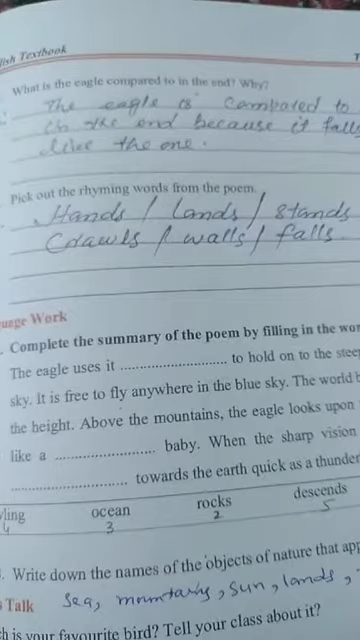 lish Textbook
What is the eagle compared to in the end? Why?
The eagle is compared to
in the end because it falls
like the one.
Pick out the rhyming words from the poem.
Hands / lands / stands
Crawls / walls / falls
uage Work
Complete the summary of the poem by filling in the wor
The eagle uses it ........................... to hold on to the steep
sky. It is free to fly anywhere in the blue sky. The world b
the height. Above the mountains, the eagle looks upon
like a ......................... baby. When the sharp vision
............................. towards the earth quick as a thunder
wling ocean rocks descends
4 3 2 5
. Write down the names of the objects of nature that app
Sea, mountains, sun, lands,
Talk
ch is your favourite bird? Tell your class about it?